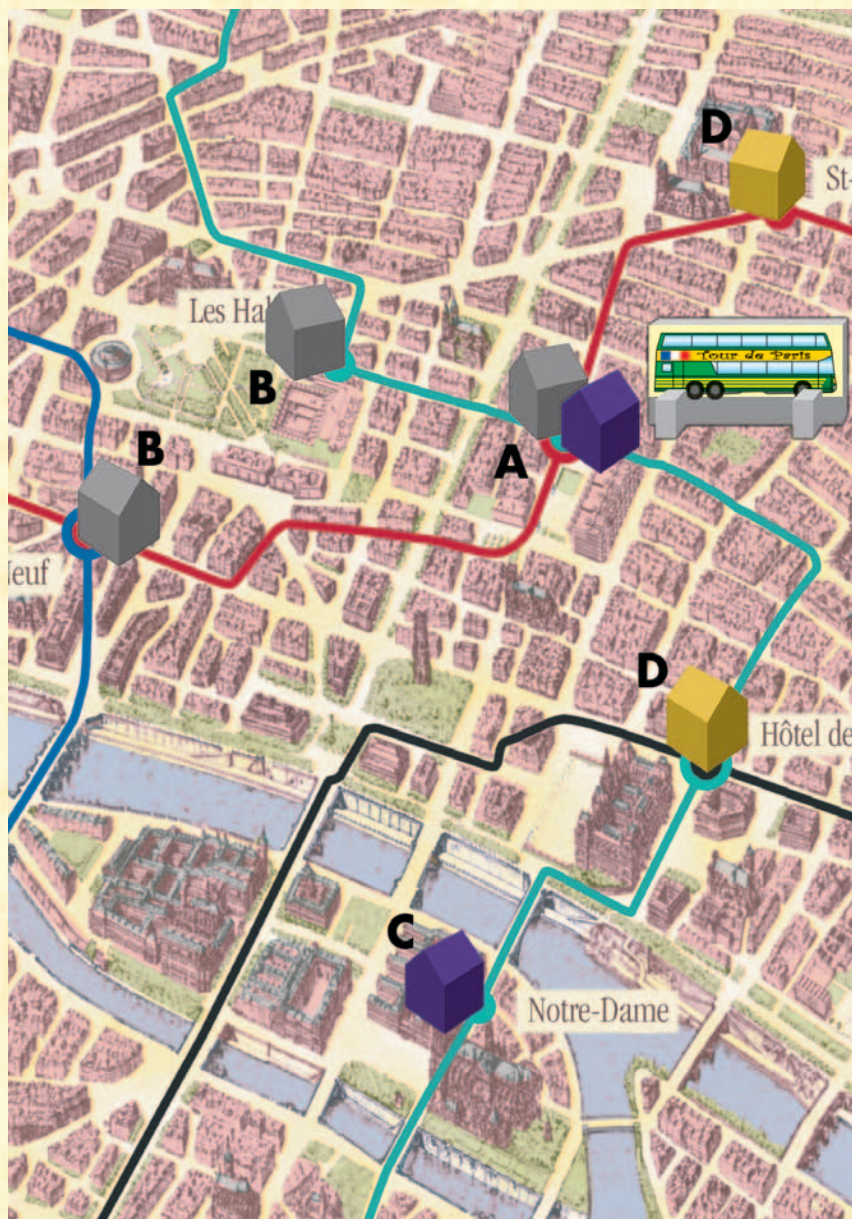 D
St-
Les Hal
B
Tour de Paris
B
A
Neuf
D
Hôtel de
C
Notre-Dame